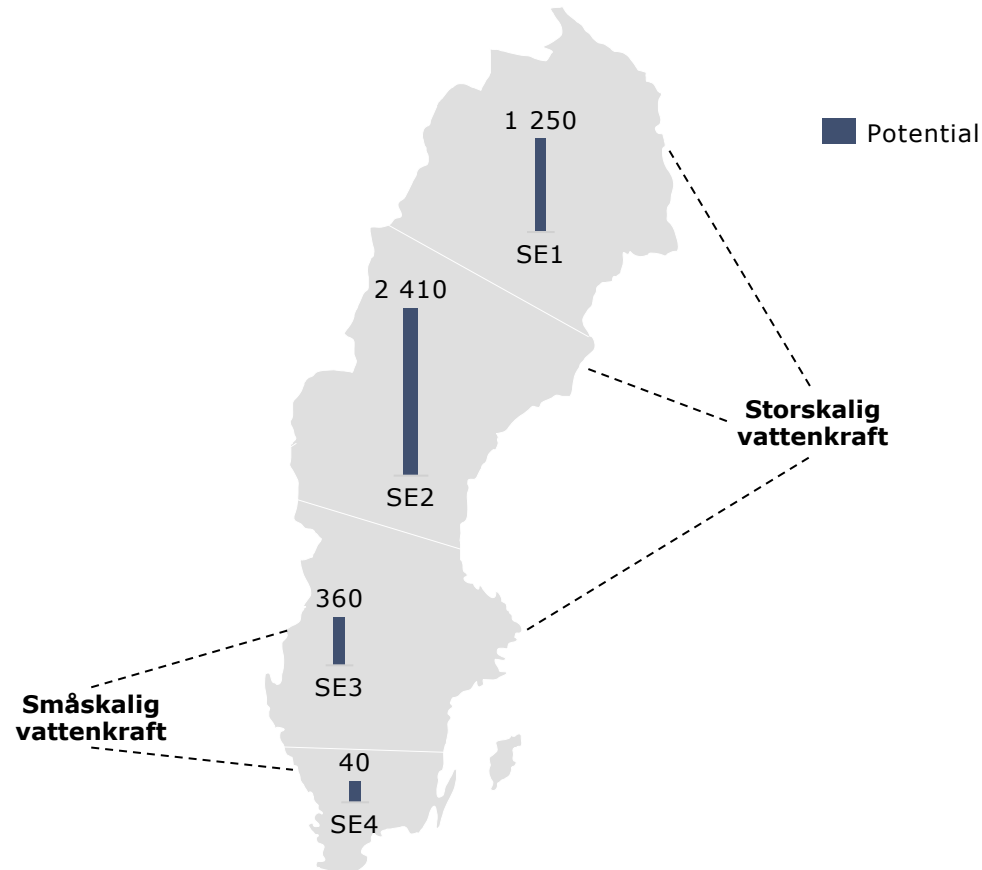 1 250
Potential
SE1
2 410
Storskalig
vattenkraft
SE2
360
SE3
Småskalig
vattenkraft
40
SE4